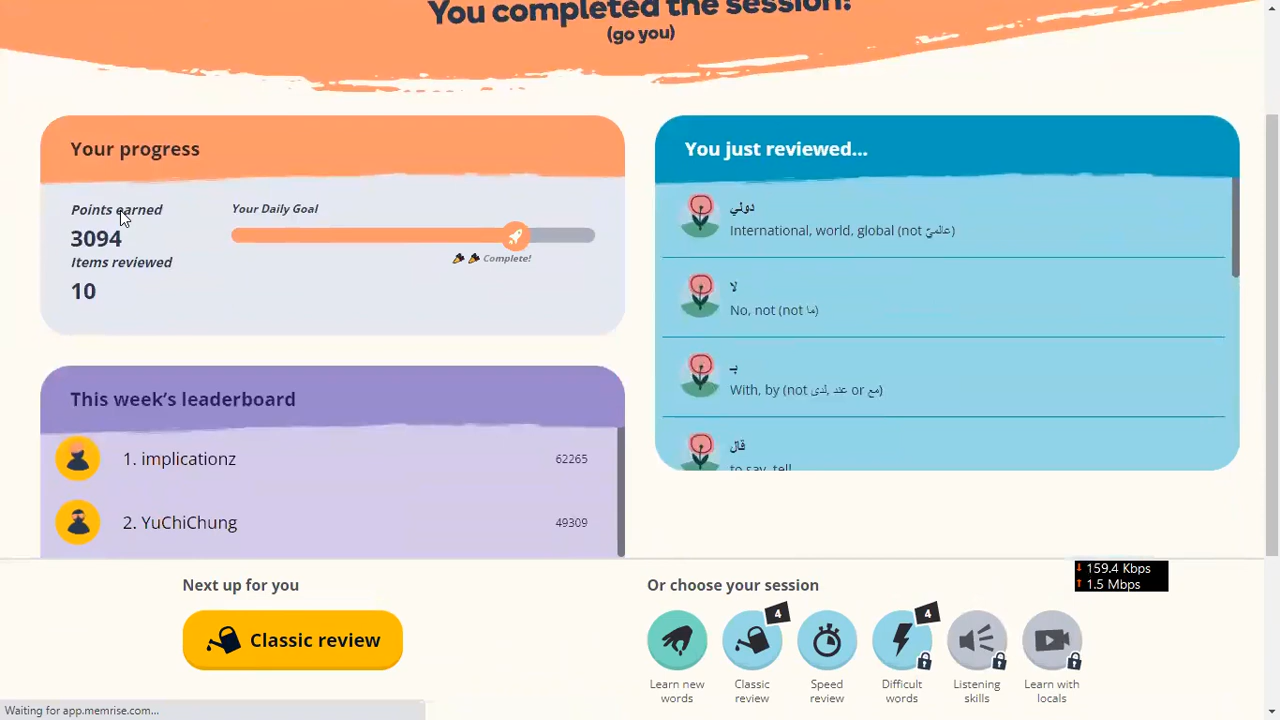 You completed the session!
(go you)
Your progress
Points earned
3094
Items reviewed
10
Your Daily Goal
Complete!
You just reviewed...
دولي
International, world, global (not عالميّ)
لا
No, not (not ما)
بـ
With, by (not لدى, عند or مع)
قال
to say, tell
This week's leaderboard
1. implicationz 62265
2. YuChiChung 49309
159.4 Kbps
1.5 Mbps
Next up for you
Classic review
Or choose your session
4
4
Learn new words
Classic review
Speed review
Difficult words
Listening skills
Learn with locals
Waiting for app.memrise.com...